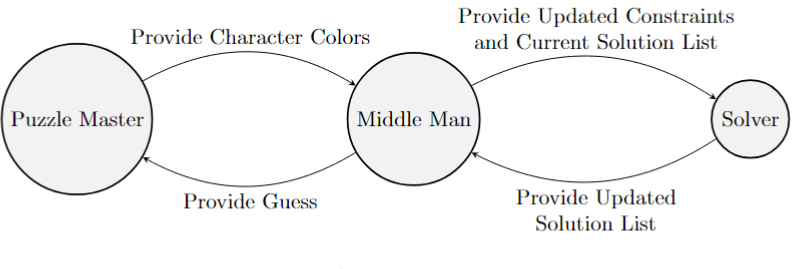 Provide Character Colors
Provide Updated Constraints
and Current Solution List
Puzzle Master
Middle Man
Solver
Provide Guess
Provide Updated
Solution List